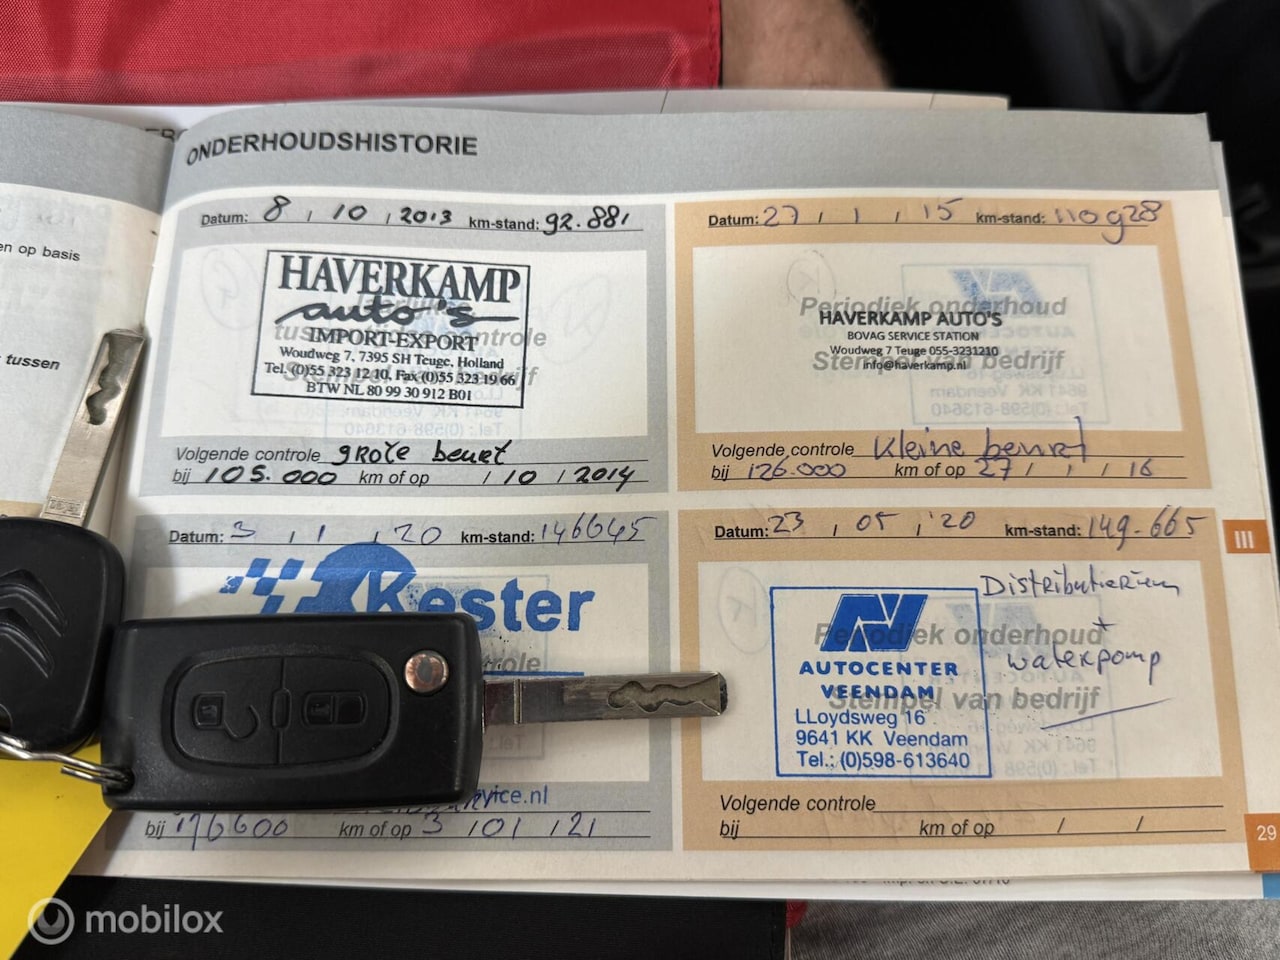 ONDERHOUDSHISTORIE
en op basis
tussen
Datum: 8 / 10 / 2013 km-stand: 92.881
HAVERKAMP
auto's
IMPORT-EXPORT
Woudweg 7, 7395 SH Teuge, Holland
Tel. (0)55 323 12 10, Fax (0)55 323 19 66
BTW NL 80 99 30 912 B01
Volgende controle grote beurt
bij 105.000 km of op / 10 / 2014
Datum: 27 / 1 / 15 km-stand: 110928
Periodiek onderhoud
HAVERKAMP AUTO'S
BOVAG SERVICE STATION
Woudweg 7 Teuge 055-3231210
Stempel van bedrijf
info@haverkamp.nl
Volgende controle Kleine beurt
bij 126.000 km of op 27 / 1 / 16
Datum: 3 / 1 / 20 km-stand: 146645
Kester
vice.nl
bij 176600 km of op 3 / 01 / 21
Datum: 23 / 05 / '20 km-stand: 149.665
Distributieriem
+
waterpomp
Periodiek onderhoud
AUTOCENTER
VEENDAM
Stempel van bedrijf
LLoydsweg 16
9641 KK Veendam
Tel.: (0)598-613640
Volgende controle
bij km of op / /
III
29
mobilox